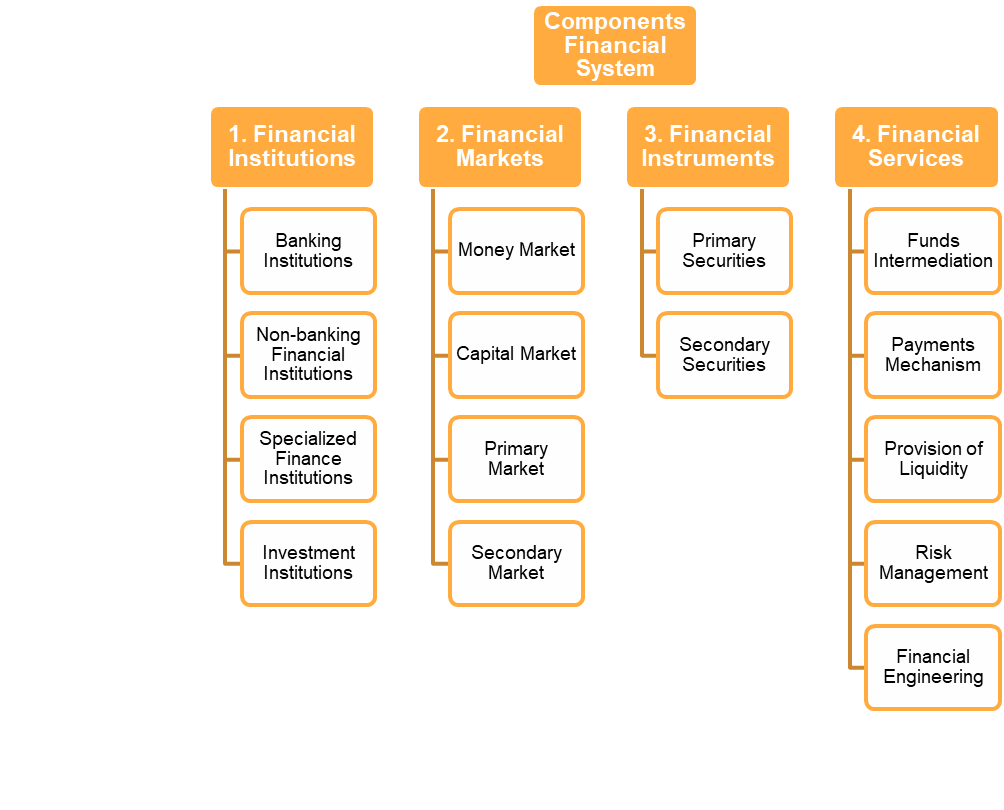 Components
Financial
System
1. Financial
Institutions
Banking
Institutions
Non-banking
Financial
Institutions
Specialized
Finance
Institutions
Investment
Institutions
2. Financial
Markets
Money Market
Capital Market
Primary
Market
Secondary
Market
3. Financial
Instruments
Primary
Securities
Secondary
Securities
4. Financial
Services
Funds
Intermediation
Payments
Mechanism
Provision of
Liquidity
Risk
Management
Financial
Engineering